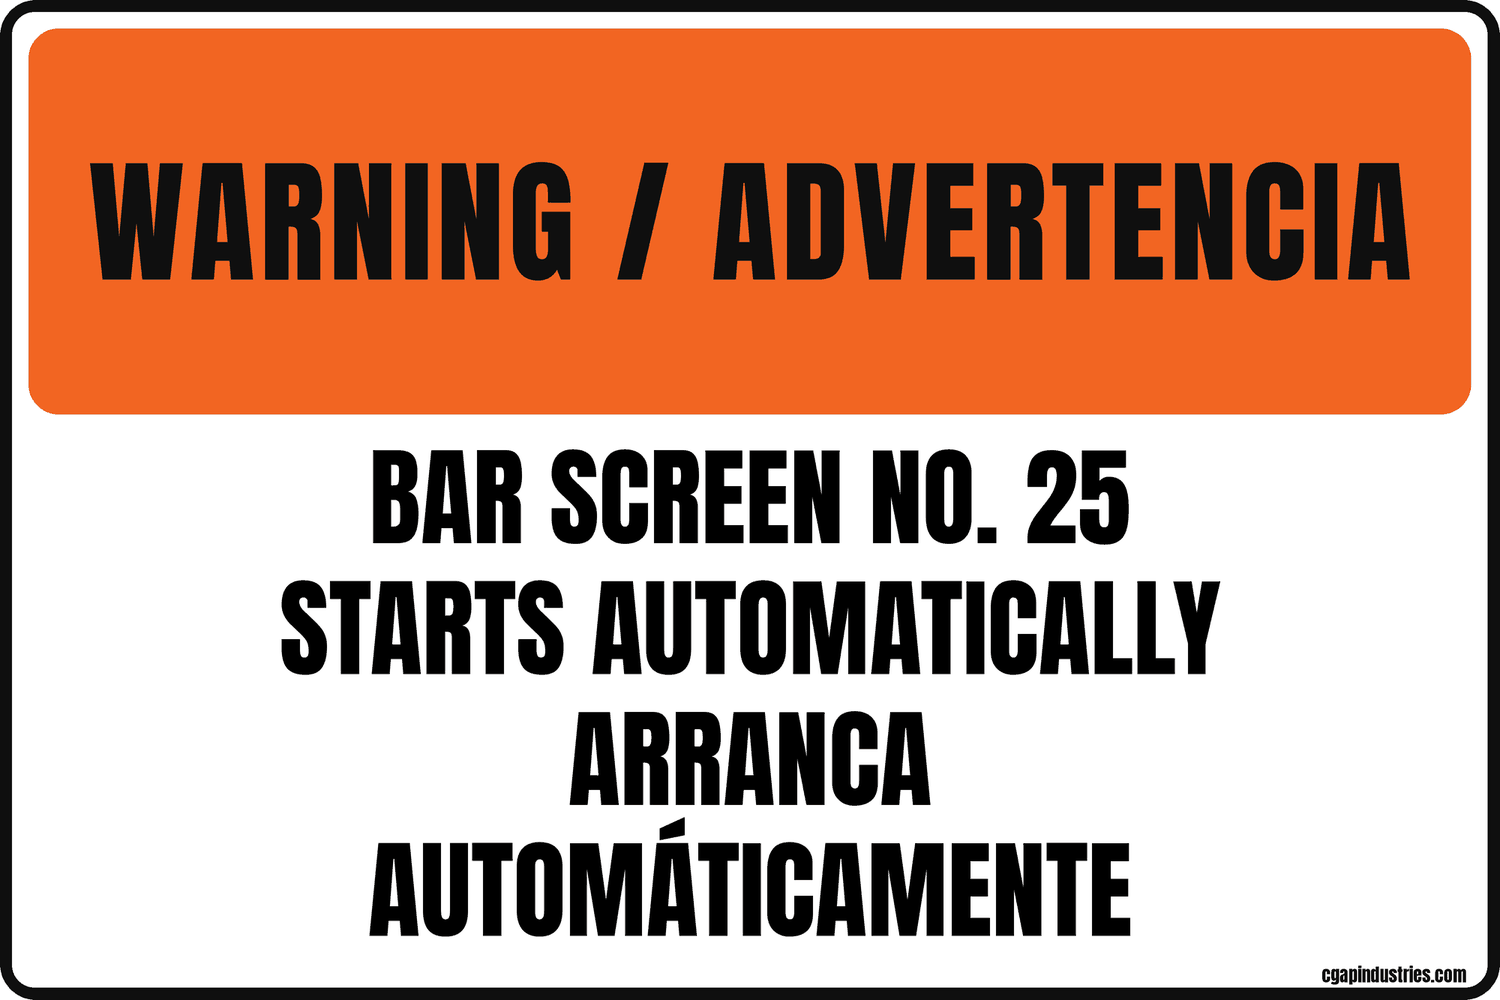 WARNING / ADVERTENCIA
BAR SCREEN NO. 25
STARTS AUTOMATICALLY
ARRANCA
AUTOMÁTICAMENTE
cgapindustries.com